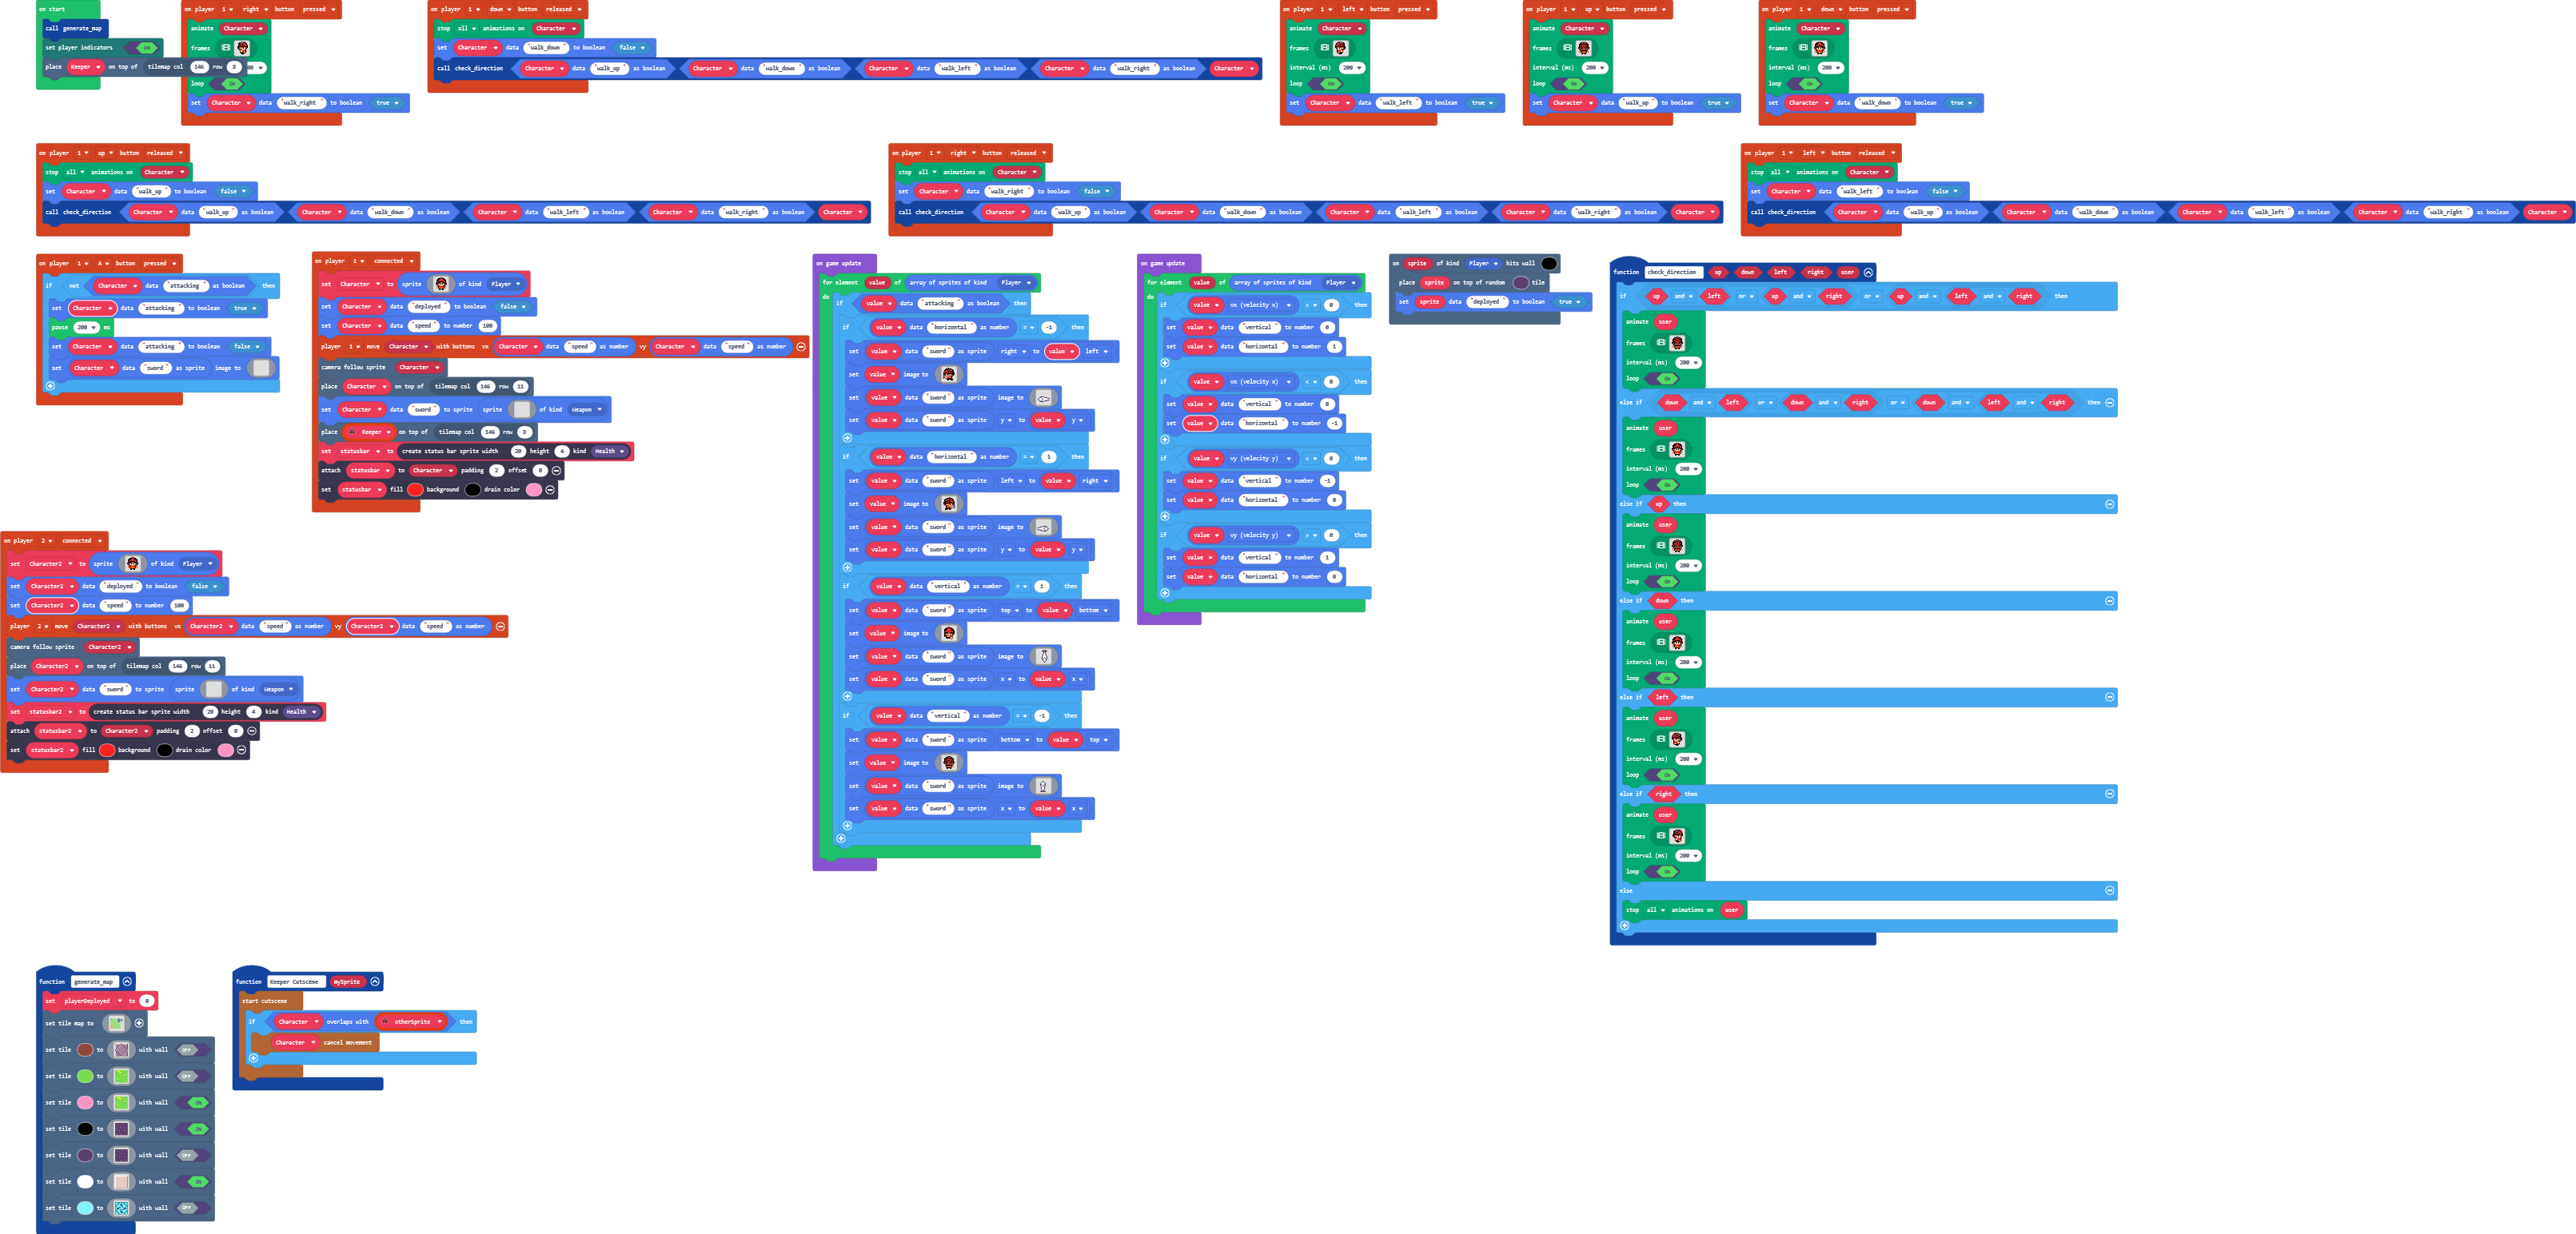 on start
call generate_map
set player indicators ON
place Keeper on top of tilemap col 146 row 8
on player 1 right button pressed
animate Character
frames
00
loop ON
set Character data "walk_right" to boolean true
on player 1 down button released
stop all animations on Character
set Character data "walk_down" to boolean false
call check_direction Character data "walk_up" as boolean Character data "walk_down" as boolean Character data "walk_left" as boolean Character data "walk_right" as boolean Character
on player 1 left button pressed
animate Character
frames
interval (ms) 200
loop ON
set Character data "walk_left" to boolean true
on player 1 up button pressed
animate Character
frames
interval (ms) 200
loop ON
set Character data "walk_up" to boolean true
on player 1 down button pressed
animate Character
frames
interval (ms) 200
loop ON
set Character data "walk_down" to boolean true
on player 1 up button released
stop all animations on Character
set Character data "walk_up" to boolean false
call check_direction Character data "walk_up" as boolean Character data "walk_down" as boolean Character data "walk_left" as boolean Character data "walk_right" as boolean Character
on player 1 right button released
stop all animations on Character
set Character data "walk_right" to boolean false
call check_direction Character data "walk_up" as boolean Character data "walk_down" as boolean Character data "walk_left" as boolean Character data "walk_right" as boolean Character
on player 1 left button released
stop all animations on Character
set Character data "walk_left" to boolean false
call check_direction Character data "walk_up" as boolean Character data "walk_down" as boolean Character data "walk_left" as boolean Character data "walk_right" as boolean Character
on player 1 A button pressed
if not Character data "attacking" as boolean then
set Character data "attacking" to boolean true
pause 200 ms
set Character data "attacking" to boolean false
set Character data "sword" as sprite image to
on player 1 connected
set Character to sprite of kind Player
set Character data "deployed" to boolean false
set Character data "speed" to number 100
player 1 move Character with buttons vx Character data "speed" as number vy Character data "speed" as number
camera follow sprite Character
place Character on top of tilemap col 146 row 11
set Character data "sword" to sprite sprite of kind Weapon
place Keeper on top of tilemap col 146 row 8
set statusbar to create status bar sprite width 20 height 4 kind Health
attach statusbar to Character padding 2 offset 0
set statusbar fill background drain color
on player 2 connected
set Character2 to sprite of kind Player
set Character2 data "deployed" to boolean false
set Character2 data "speed" to number 100
player 2 move Character2 with buttons vx Character2 data "speed" as number vy Character2 data "speed" as number
camera follow sprite Character2
place Character2 on top of tilemap col 146 row 11
set Character2 data "sword" to sprite sprite of kind Weapon
set statusbar2 to create status bar sprite width 20 height 4 kind Health
attach statusbar2 to Character2 padding 2 offset 0
set statusbar2 fill background drain color
on game update
for element value of array of sprites of kind Player
do if value data "attacking" as boolean then
if value data "horizontal" as number = -1 then
set value data "sword" as sprite right to value left
set value image to
set value data "sword" as sprite image to
set value data "sword" as sprite y to value y
if value data "horizontal" as number = 1 then
set value data "sword" as sprite left to value right
set value image to
set value data "sword" as sprite image to
set value data "sword" as sprite y to value y
if value data "vertical" as number = 1 then
set value data "sword" as sprite top to value bottom
set value image to
set value data "sword" as sprite image to
set value data "sword" as sprite x to value x
if value data "vertical" as number = -1 then
set value data "sword" as sprite bottom to value top
set value image to
set value data "sword" as sprite image to
set value data "sword" as sprite x to value x
on game update
for element value of array of sprites of kind Player
do if value vx (velocity x) > 0 then
set value data "vertical" to number 0
set value data "horizontal" to number 1
if value vx (velocity x) < 0 then
set value data "vertical" to number 0
set value data "horizontal" to number -1
if value vy (velocity y) < 0 then
set value data "vertical" to number -1
set value data "horizontal" to number 0
if value vy (velocity y) > 0 then
set value data "vertical" to number 1
set value data "horizontal" to number 0
on sprite of kind Player hits wall
place sprite on top of random tile
set sprite data "deployed" to boolean true
function check_direction up down left right user
if up and left or up and right or up and left and right then
animate user
frames
interval (ms) 200
loop ON
else if down and left or down and right or down and left and right then
animate user
frames
interval (ms) 200
loop ON
else if up then
animate user
frames
interval (ms) 200
loop ON
else if down then
animate user
frames
interval (ms) 200
loop ON
else if left then
animate user
frames
interval (ms) 200
loop ON
else if right then
animate user
frames
interval (ms) 200
loop ON
else
stop all animations on user
function generate_map
set playerDeployed to 0
set tile map to
set tile to with wall OFF
set tile to with wall OFF
set tile to with wall ON
set tile to with wall ON
set tile to with wall OFF
set tile to with wall ON
set tile to with wall OFF
function Keeper Cutscene mySprite
start cutscene
if Character overlaps with otherSprite then
Character cancel movement